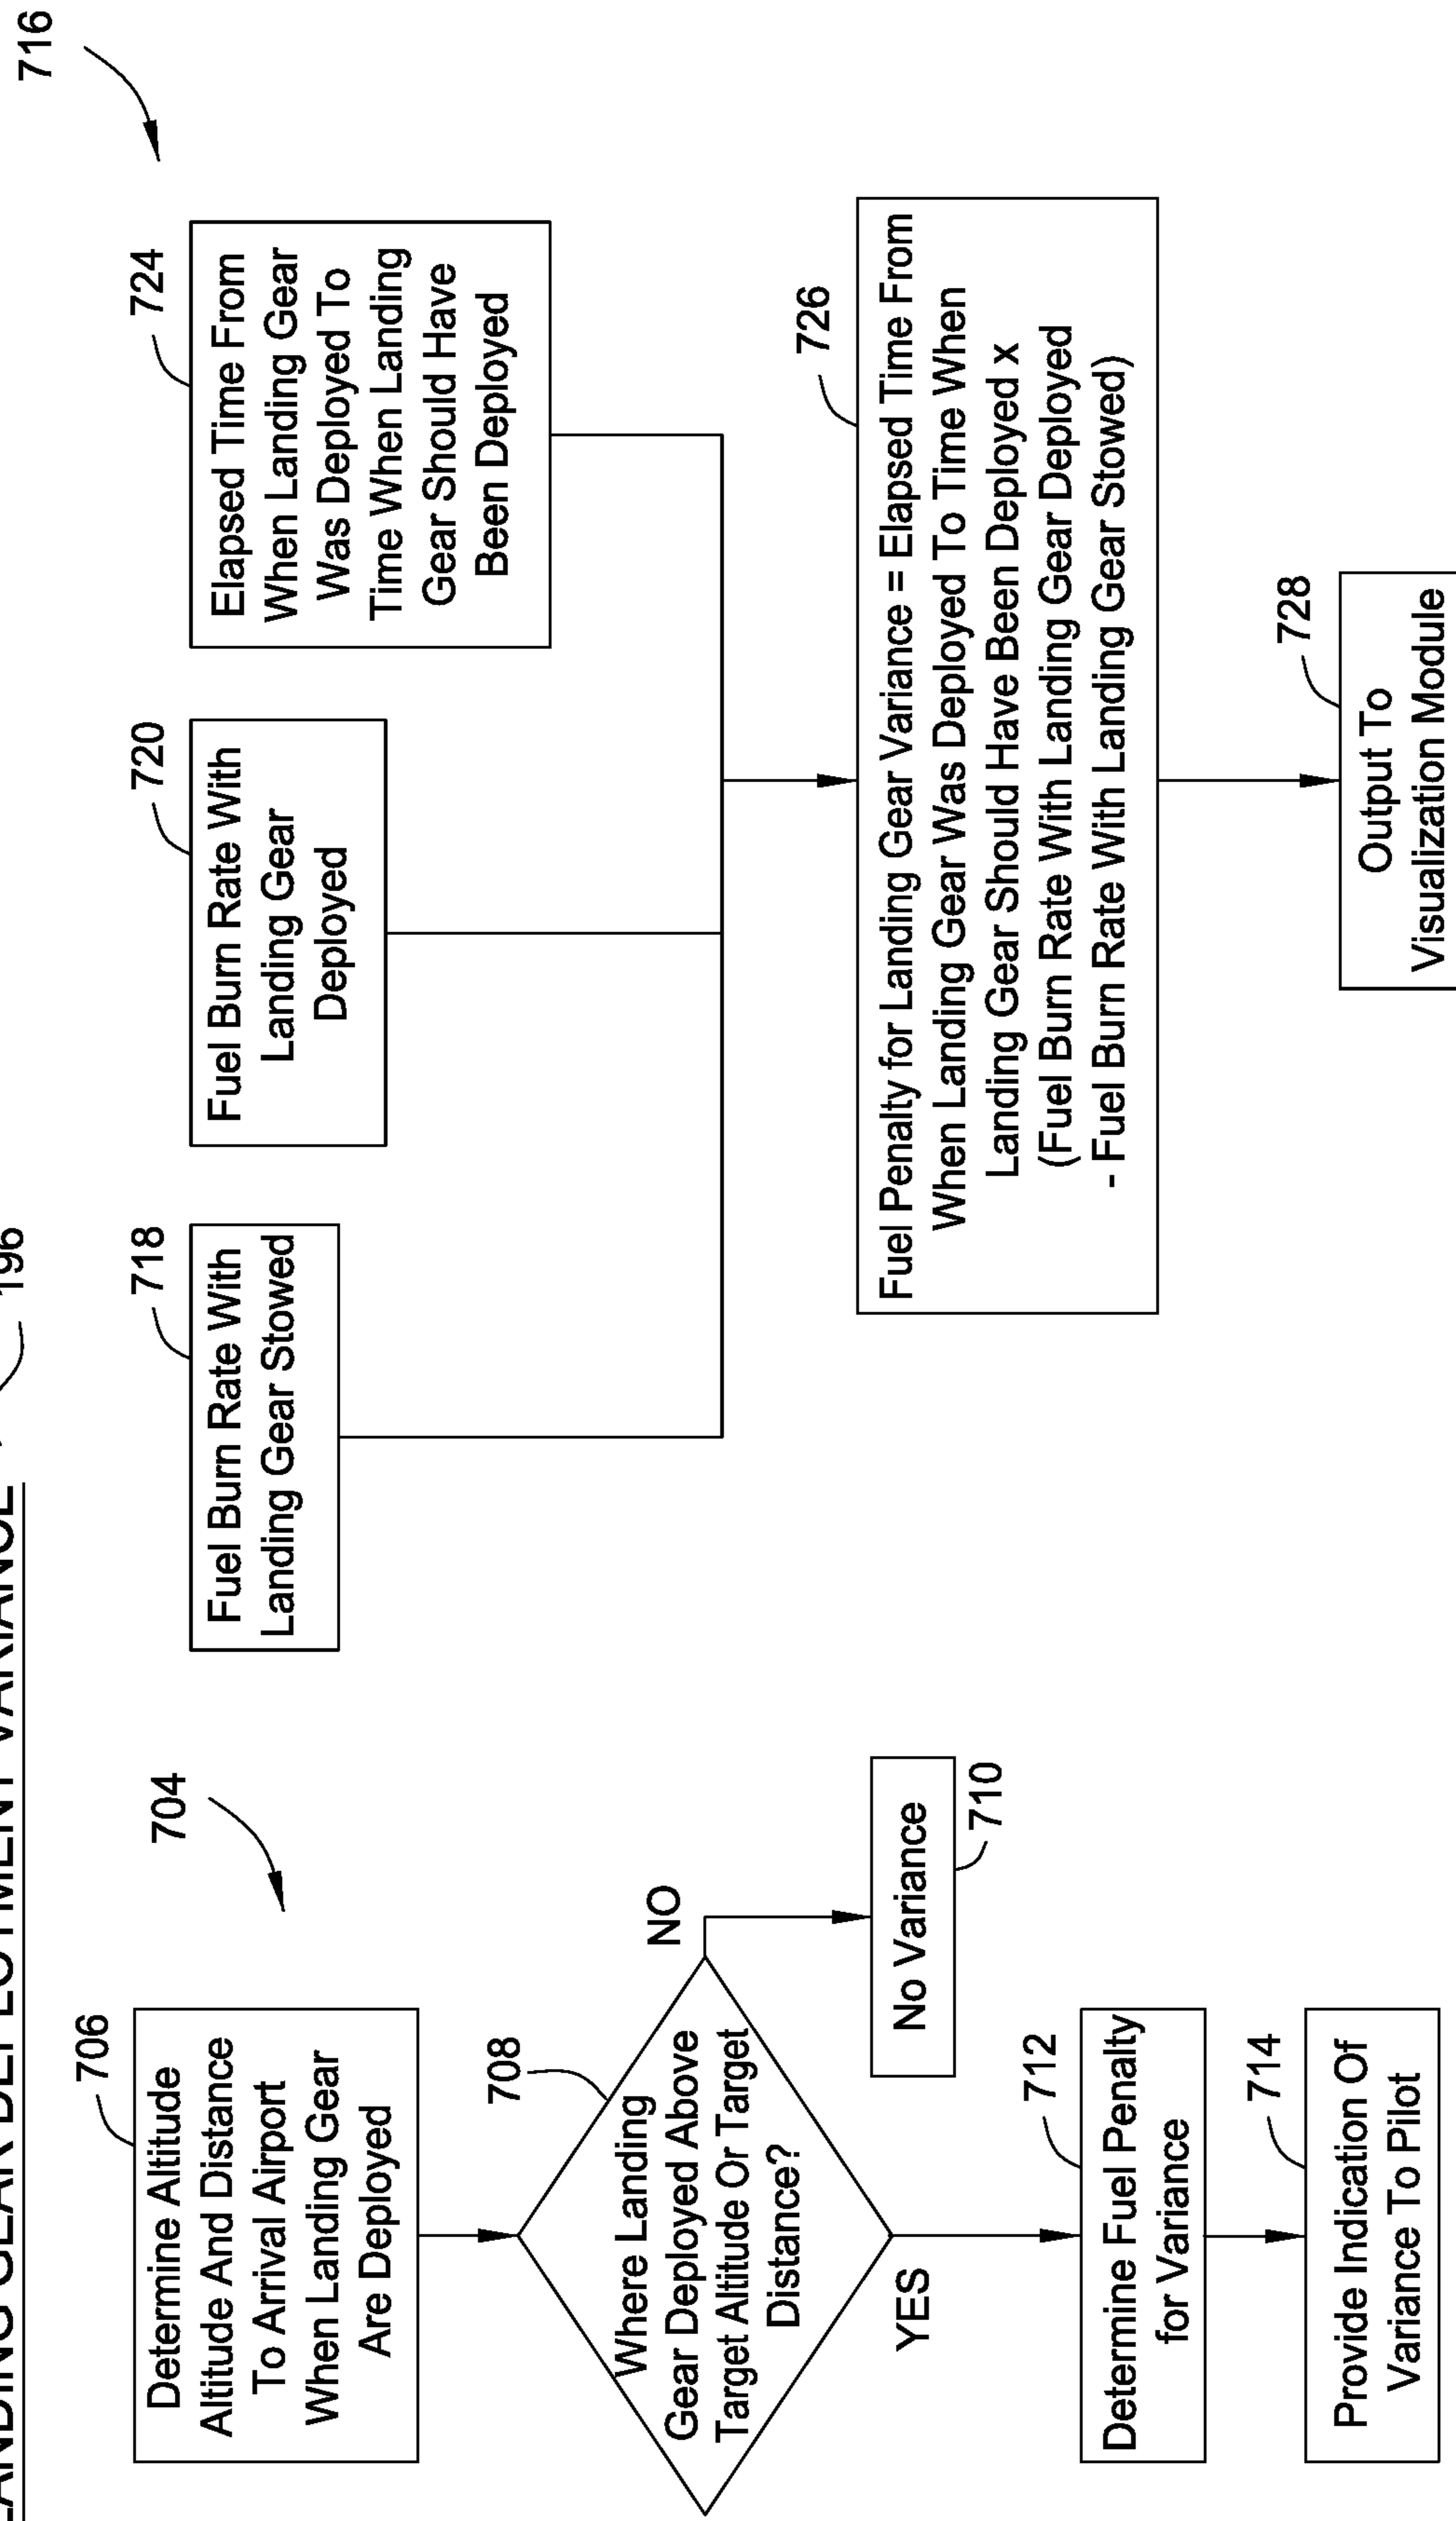 LANDING GEAR DEPLOYMENT VARIANCE
196
704
706
Determine Altitude
Altitude And Distance
To Arrival Airport
When Landing Gear
Are Deployed
708
Where Landing
Gear Deployed Above
Target Altitude Or Target
Distance?
NO
No Variance
710
YES
712
Determine Fuel Penalty
for Variance
714
Provide Indication Of
Variance To Pilot
716
718
Fuel Burn Rate With
Landing Gear Stowed
720
Fuel Burn Rate With
Landing Gear
Deployed
724
Elapsed Time From
When Landing Gear
Was Deployed To
Time When Landing
Gear Should Have
Been Deployed
726
Fuel Penalty for Landing Gear Variance = Elapsed Time From
When Landing Gear Was Deployed To Time When
Landing Gear Should Have Been Deployed x
(Fuel Burn Rate With Landing Gear Deployed
- Fuel Burn Rate With Landing Gear Stowed)
728
Output To
Visualization Module